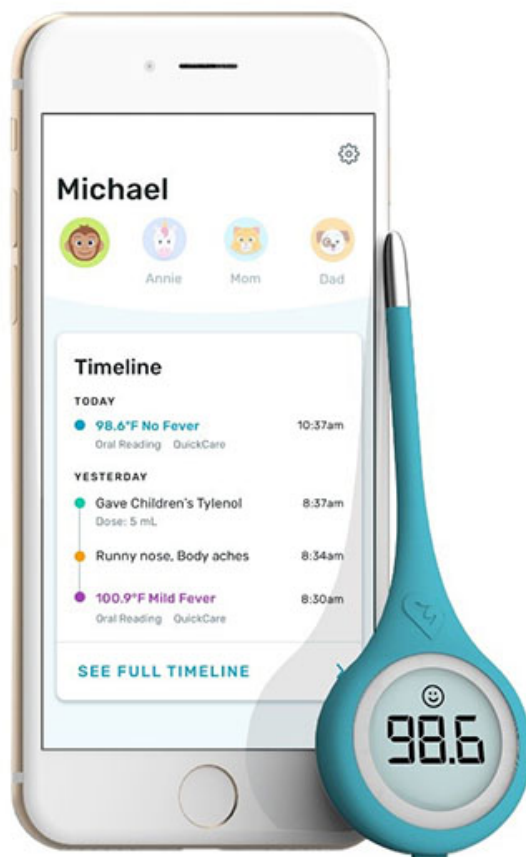 Michael
Annie Mom Dad
Timeline
TODAY
98.6°F No Fever 10:37am
Oral Reading QuickCare
YESTERDAY
Gave Children's Tylenol 8:37am
Dose: 5 mL
Runny nose, Body aches 8:34am
100.9°F Mild Fever 8:30am
Oral Reading QuickCare
SEE FULL TIMELINE
98.6